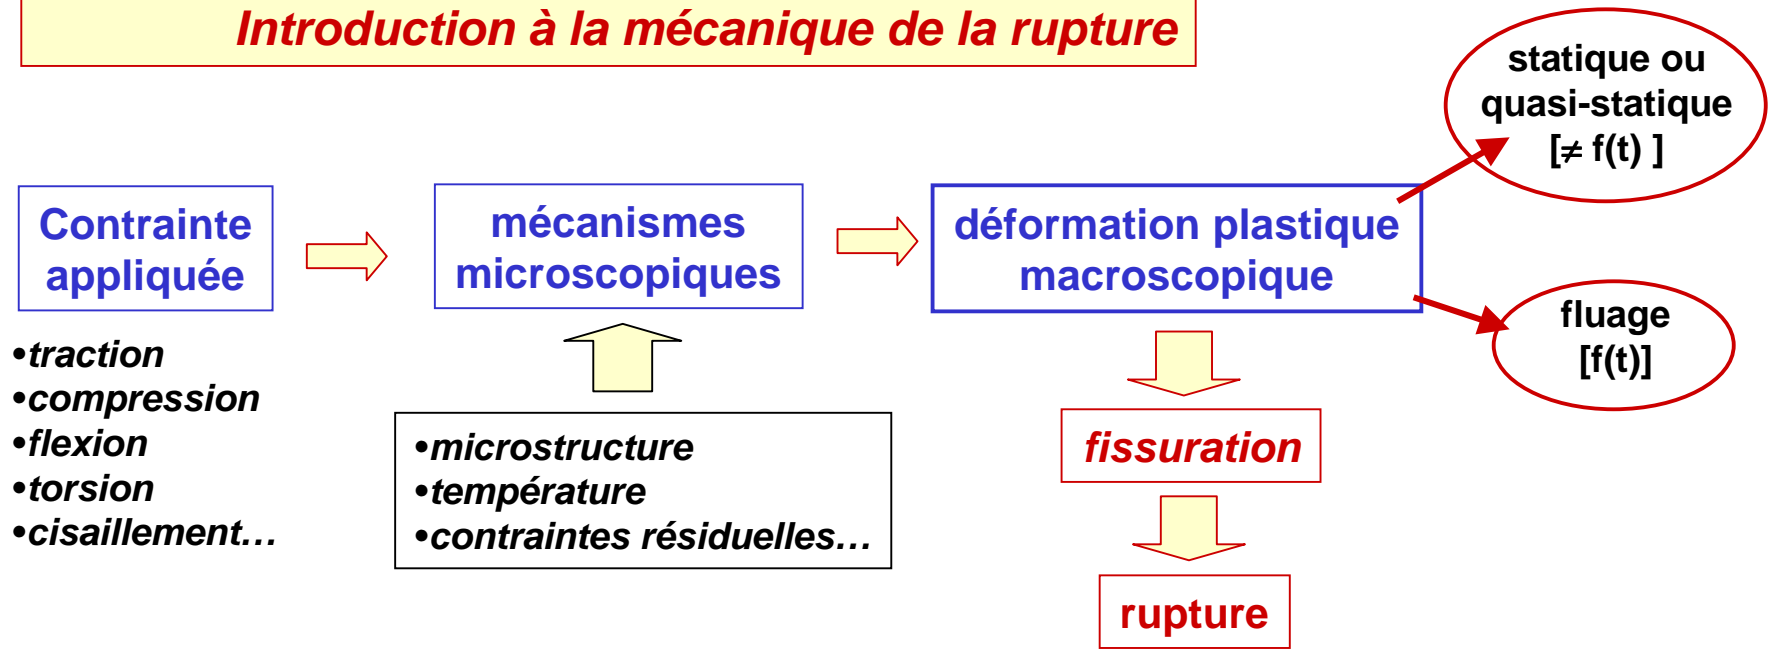 Introduction à la mécanique de la rupture
statique ou
quasi-statique
[≠ f(t) ]
Contrainte
appliquée
mécanismes
microscopiques
déformation plastique
macroscopique
fluage
[f(t)]
•traction
•compression
•flexion
•torsion
•cisaillement…
•microstructure
•température
•contraintes résiduelles…
fissuration
rupture